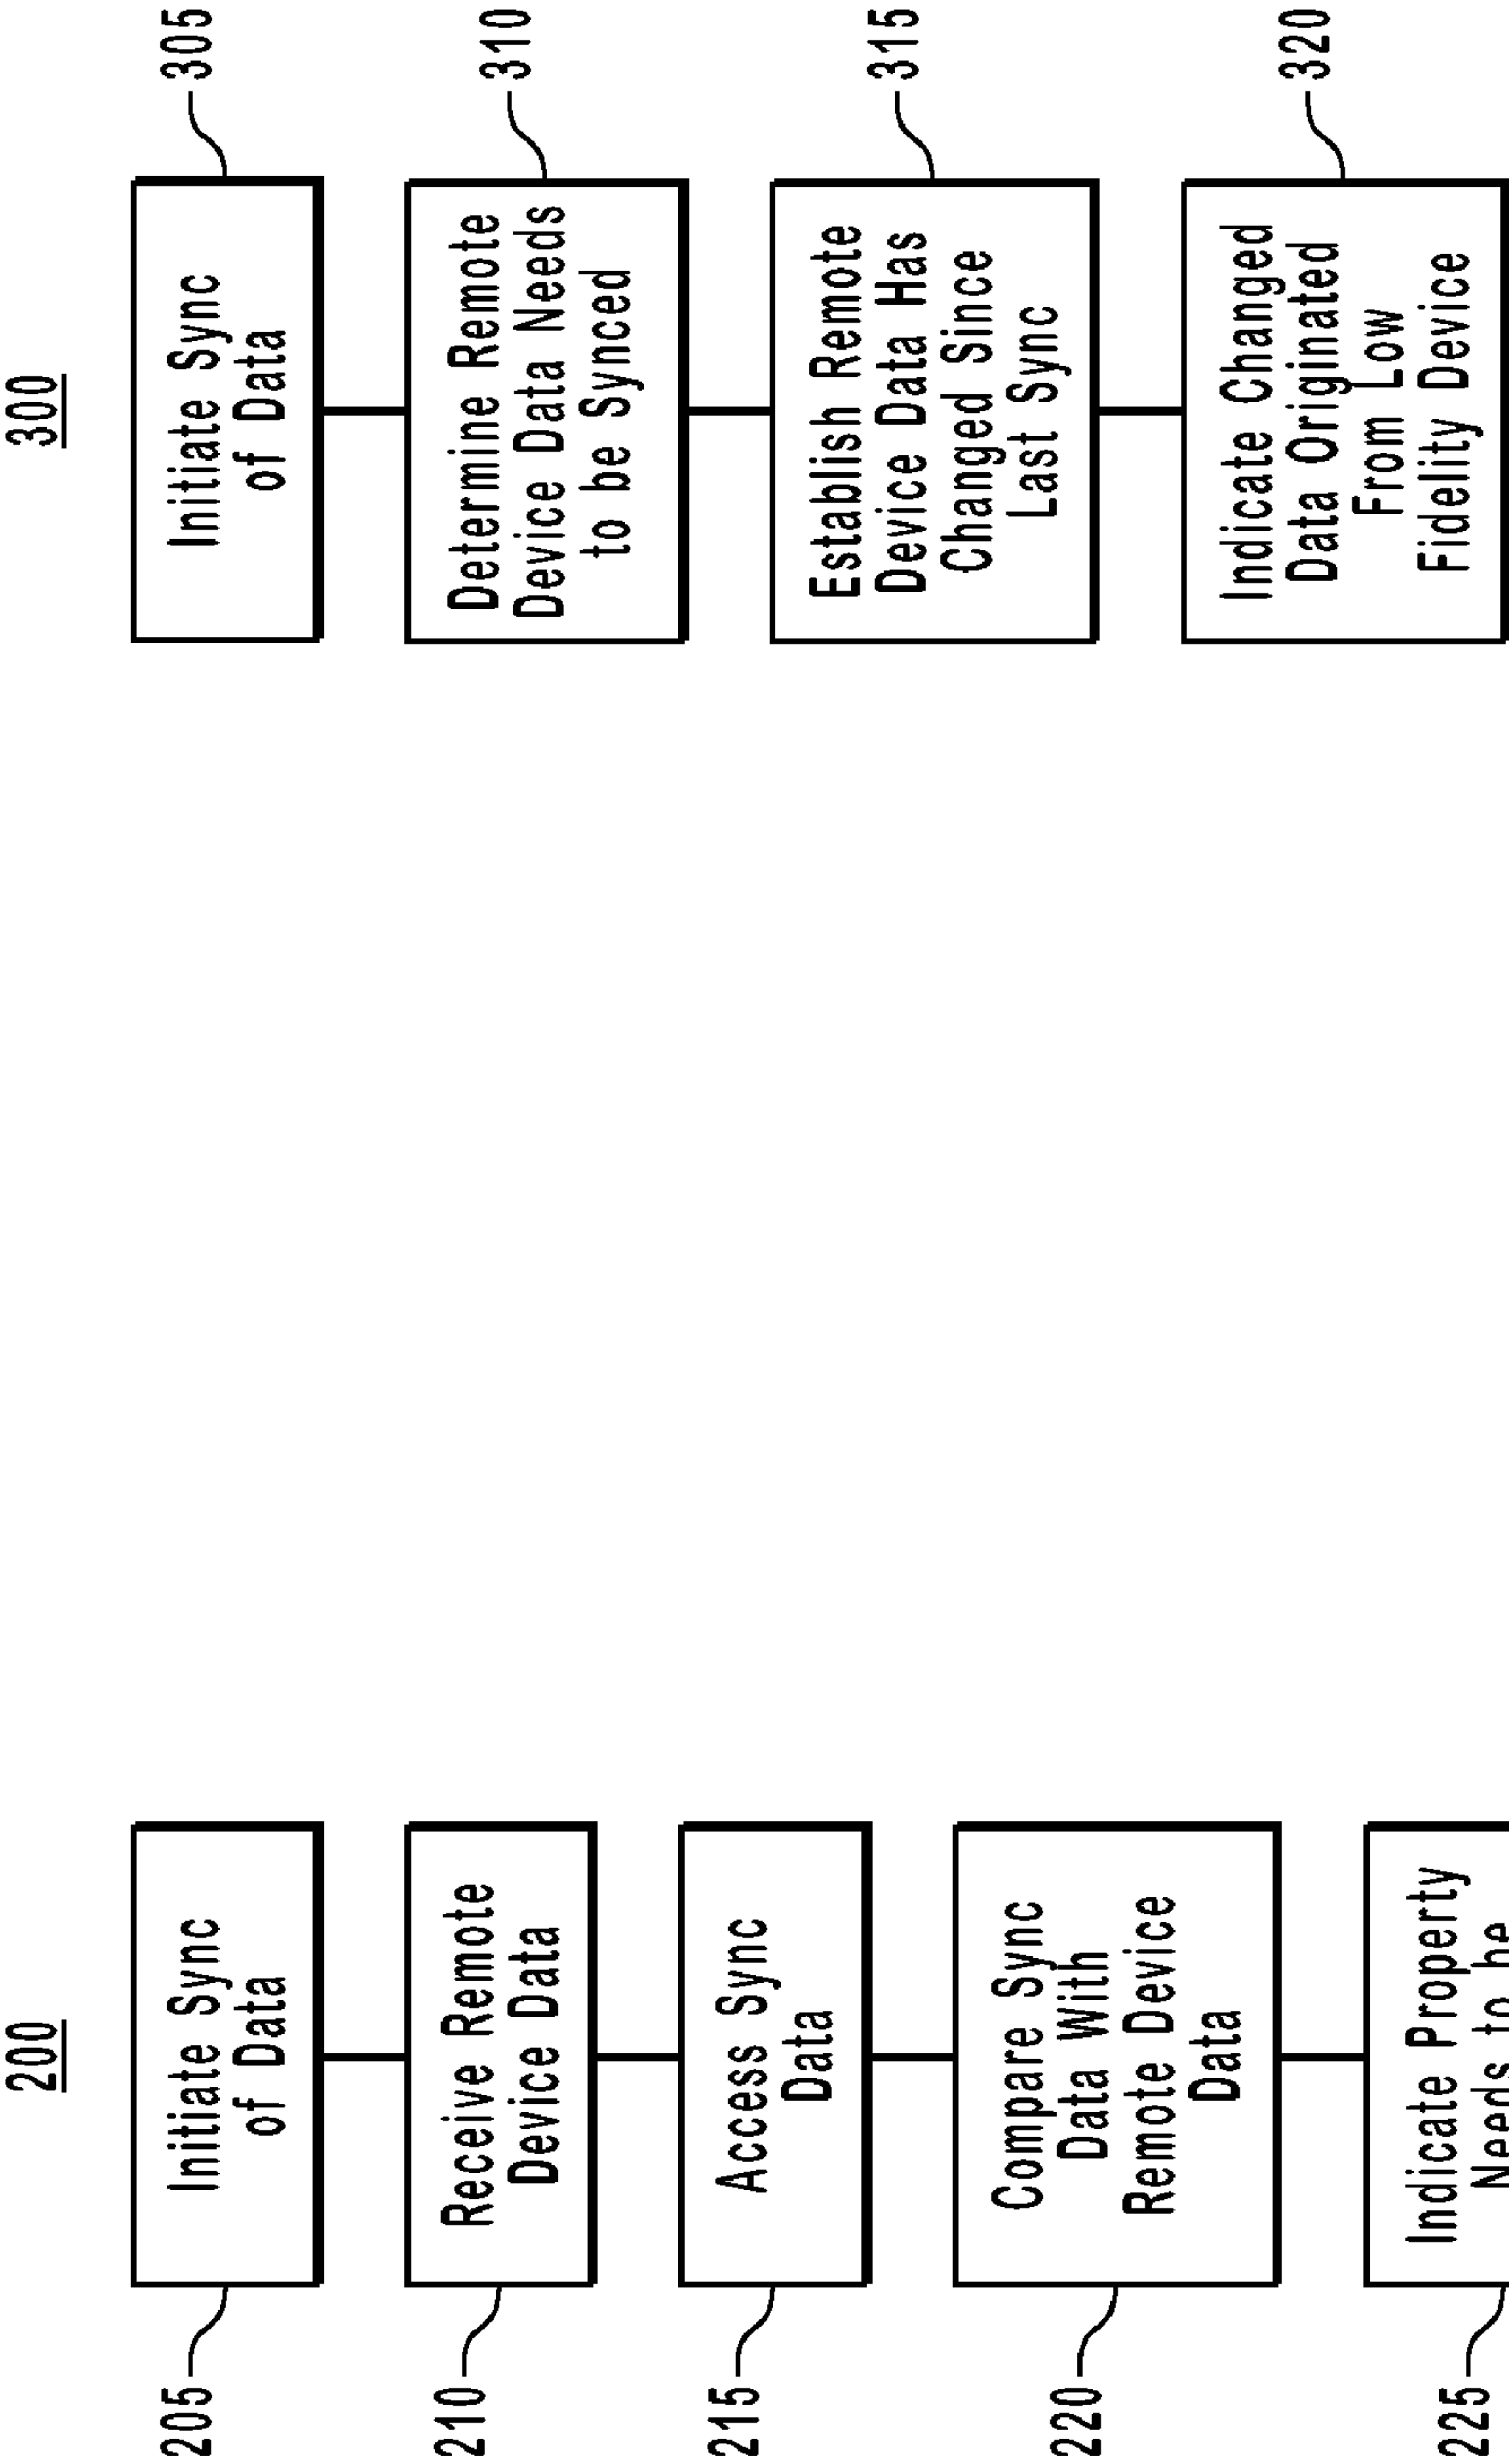 200
205
Initiate Sync
of Data
210
Receive Remote
Device Data
215
Access Sync
Data
220
Compare Sync
Data With
Remote Device
Data
225
Indicate Property
Needs to be
300
Initiate Sync
of Data
305
Determine Remote
Device Data Needs
to be Synced
310
Establish Remote
Device Data Has
Changed Since
Last Sync
315
Indicate Changed
Data Originated
From Low
Fidelity Device
320